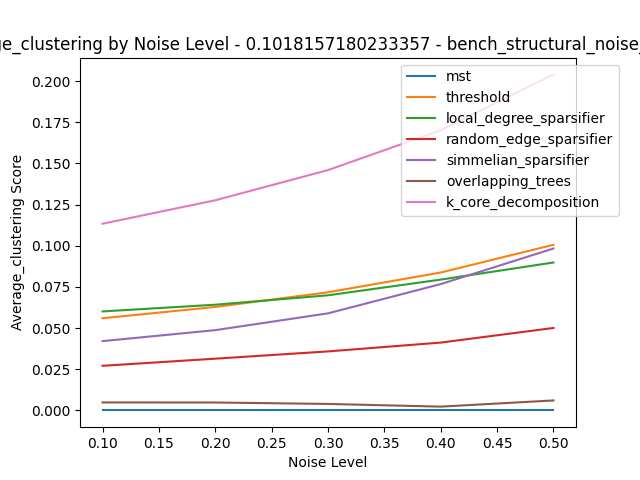 ge_clustering by Noise Level - 0.1018157180233357 - bench_structural_noise_
mst
threshold
local_degree_sparsifier
random_edge_sparsifier
simmelian_sparsifier
overlapping_trees
k_core_decomposition
Average_clustering Score
0.200
0.175
0.150
0.125
0.100
0.075
0.050
0.025
0.000
0.10 0.15 0.20 0.25 0.30 0.35 0.40 0.45 0.50
Noise Level